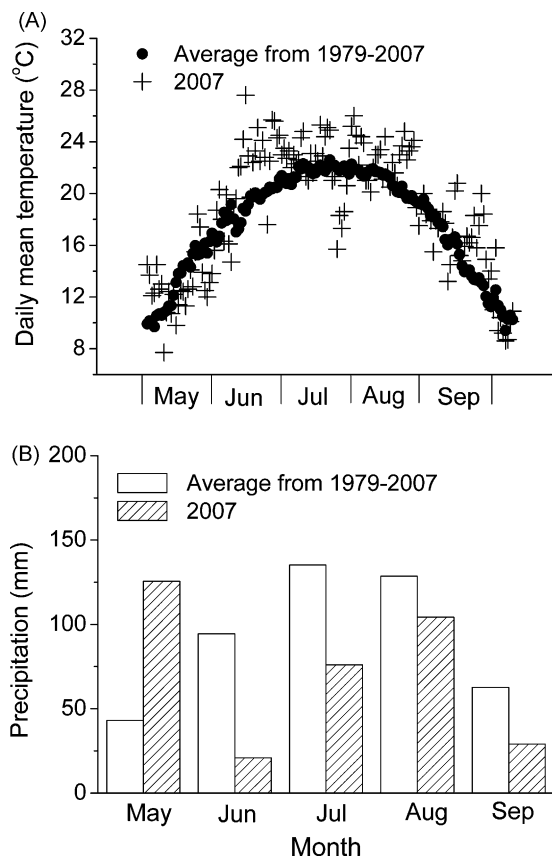 (A)
32
28
24
20
16
12
8
Daily mean temperature (°C)
Average from 1979-2007
2007
May Jun Jul Aug Sep
(B)
200
150
100
50
0
Precipitation (mm)
Average from 1979-2007
2007
May Jun Jul Aug Sep
Month